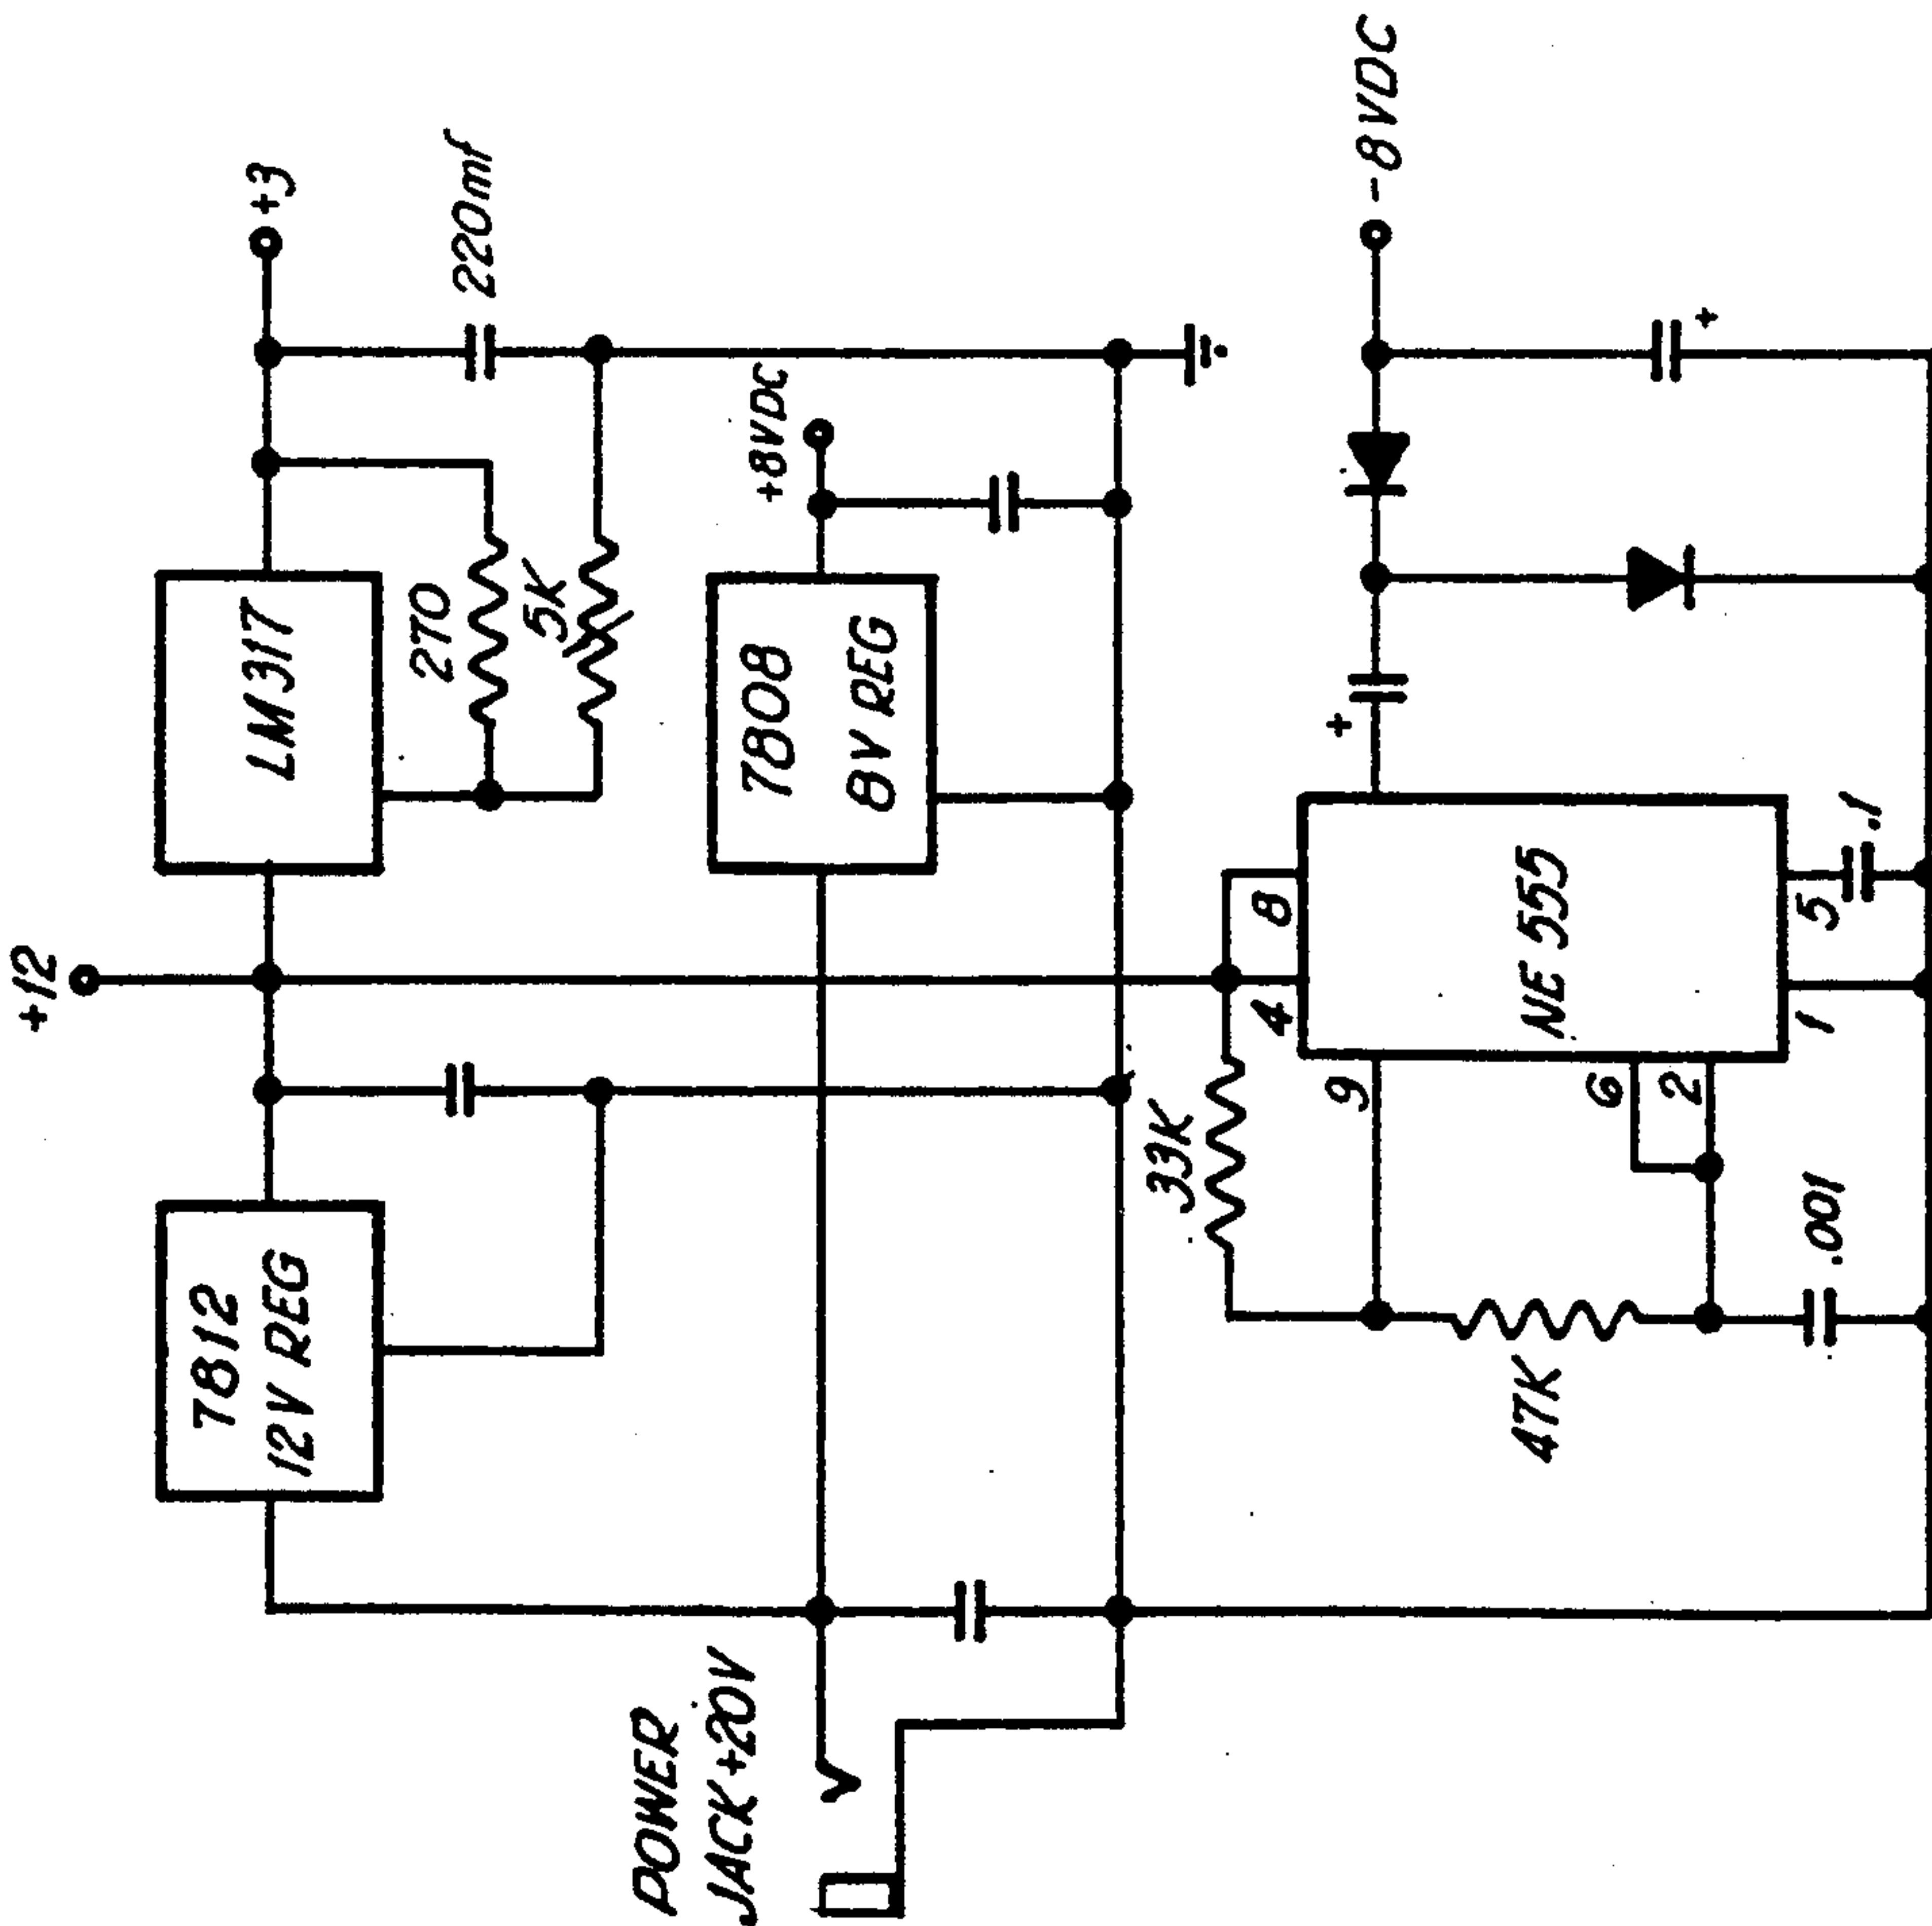 +12
7812
12V REG
LM317
+3
270
5K
220mf
7808
8V REG
+8VDC
POWER
JACK +20V
33K
4
8
9
6
2
NE 555
1
5
.1
47K
.001
+
-8VDC
+